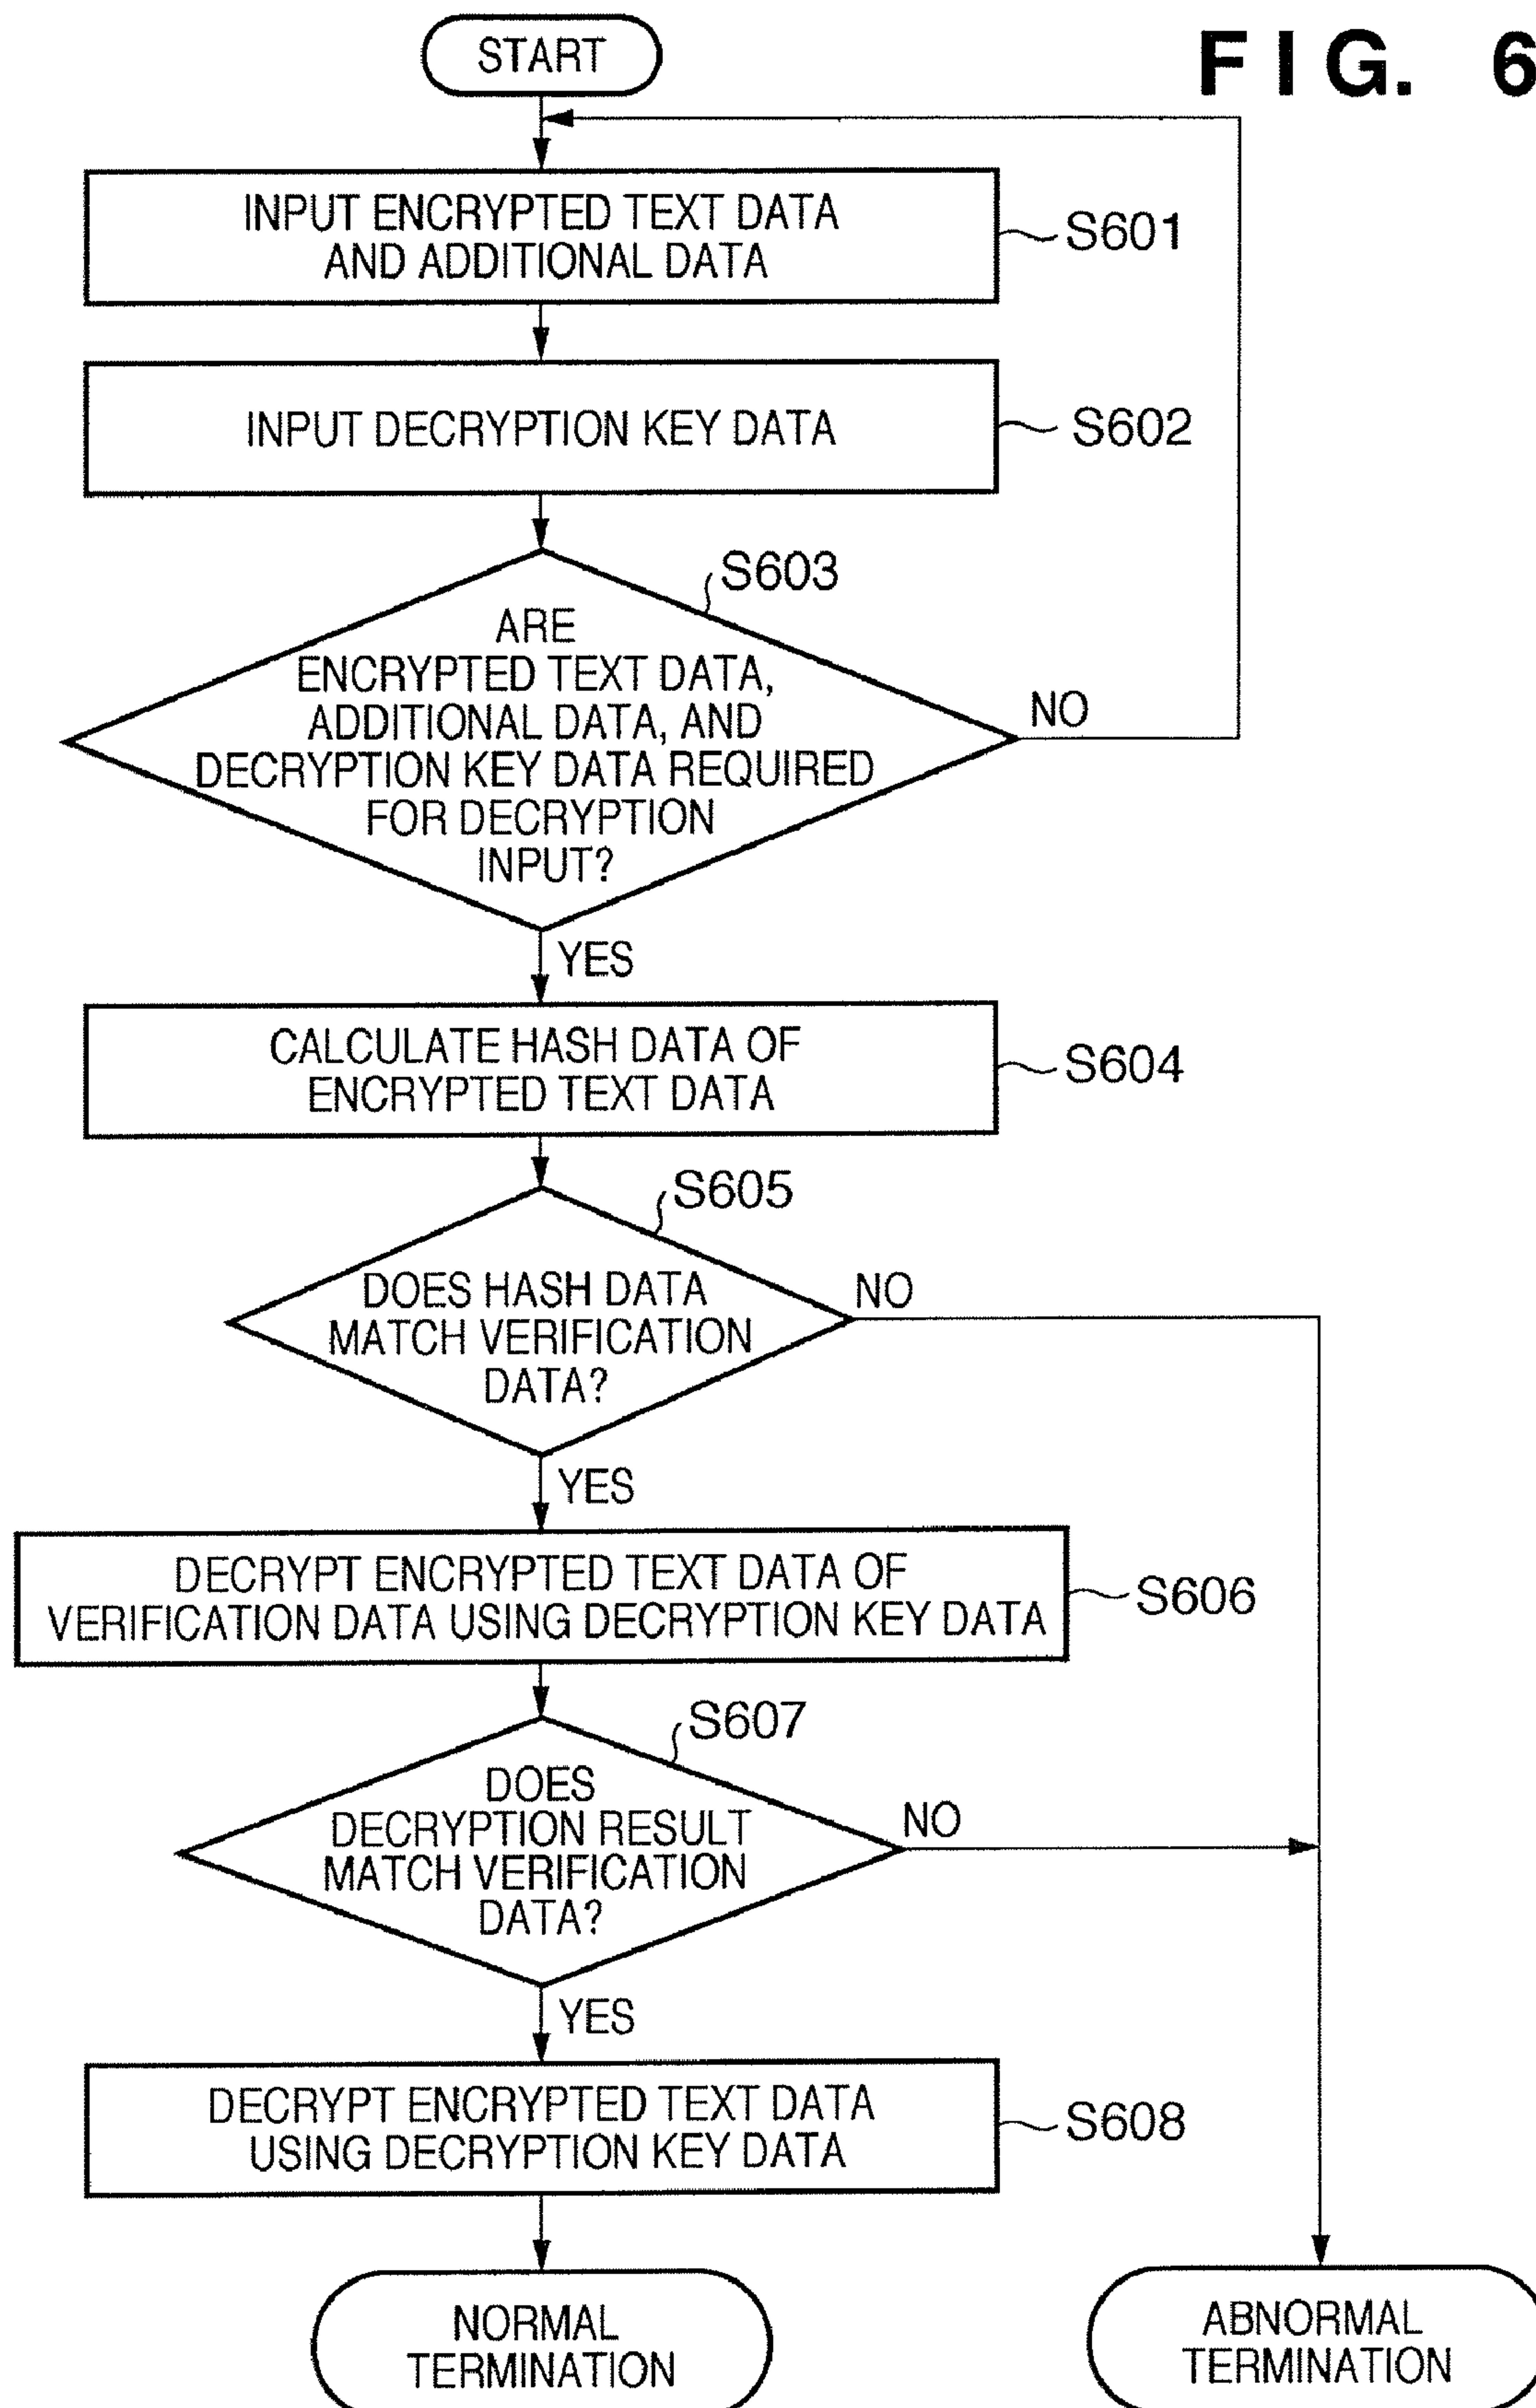 FIG. 6
START
INPUT ENCRYPTED TEXT DATA
AND ADDITIONAL DATA
S601
INPUT DECRYPTION KEY DATA
S602
S603
ARE
ENCRYPTED TEXT DATA,
ADDITIONAL DATA, AND
DECRYPTION KEY DATA REQUIRED
FOR DECRYPTION
INPUT?
NO
YES
CALCULATE HASH DATA OF
ENCRYPTED TEXT DATA
S604
S605
DOES HASH DATA
MATCH VERIFICATION
DATA?
NO
YES
DECRYPT ENCRYPTED TEXT DATA OF
VERIFICATION DATA USING DECRYPTION KEY DATA
S606
S607
DOES
DECRYPTION RESULT
MATCH VERIFICATION
DATA?
NO
YES
DECRYPT ENCRYPTED TEXT DATA
USING DECRYPTION KEY DATA
S608
NORMAL
TERMINATION
ABNORMAL
TERMINATION